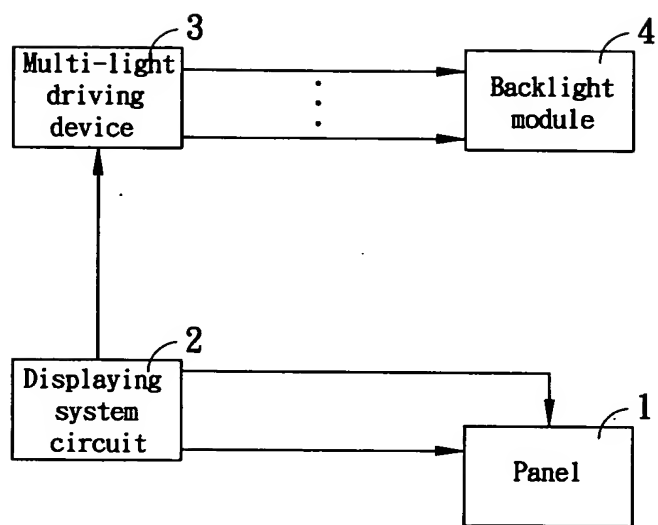 3
Multi-light
driving
device
4
Backlight
module
2
Displaying
system
circuit
1
Panel